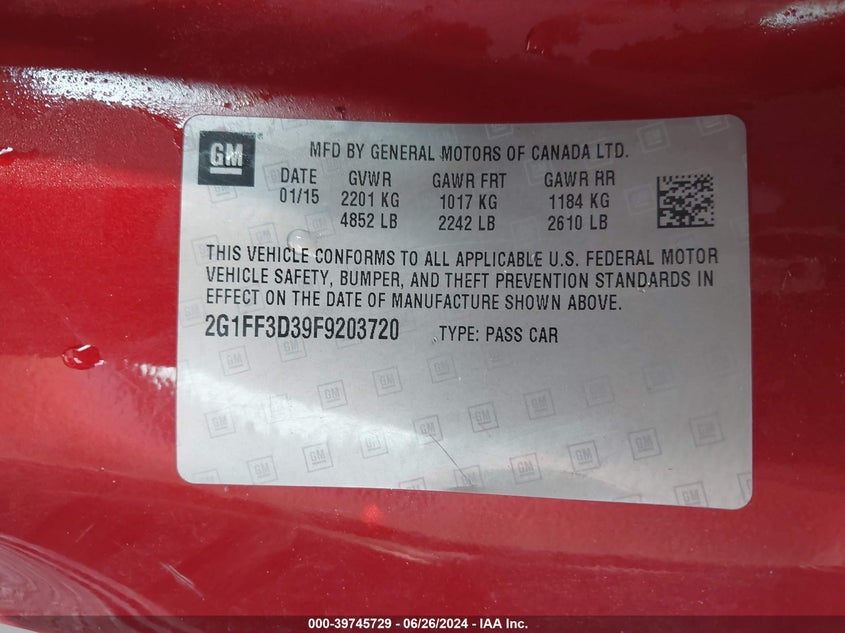 GM
MFD BY GENERAL MOTORS OF CANADA LTD.
DATE GVWR GAWR FRT GAWR RR
01/15 2201 KG 1017 KG 1184 KG
4852 LB 2242 LB 2610 LB
THIS VEHICLE CONFORMS TO ALL APPLICABLE U.S. FEDERAL MOTOR
VEHICLE SAFETY, BUMPER, AND THEFT PREVENTION STANDARDS IN
EFFECT ON THE DATE OF MANUFACTURE SHOWN ABOVE.
2G1FF3D39F9203720 TYPE: PASS CAR
000-39745729 - 06/26/2024 - IAA Inc.